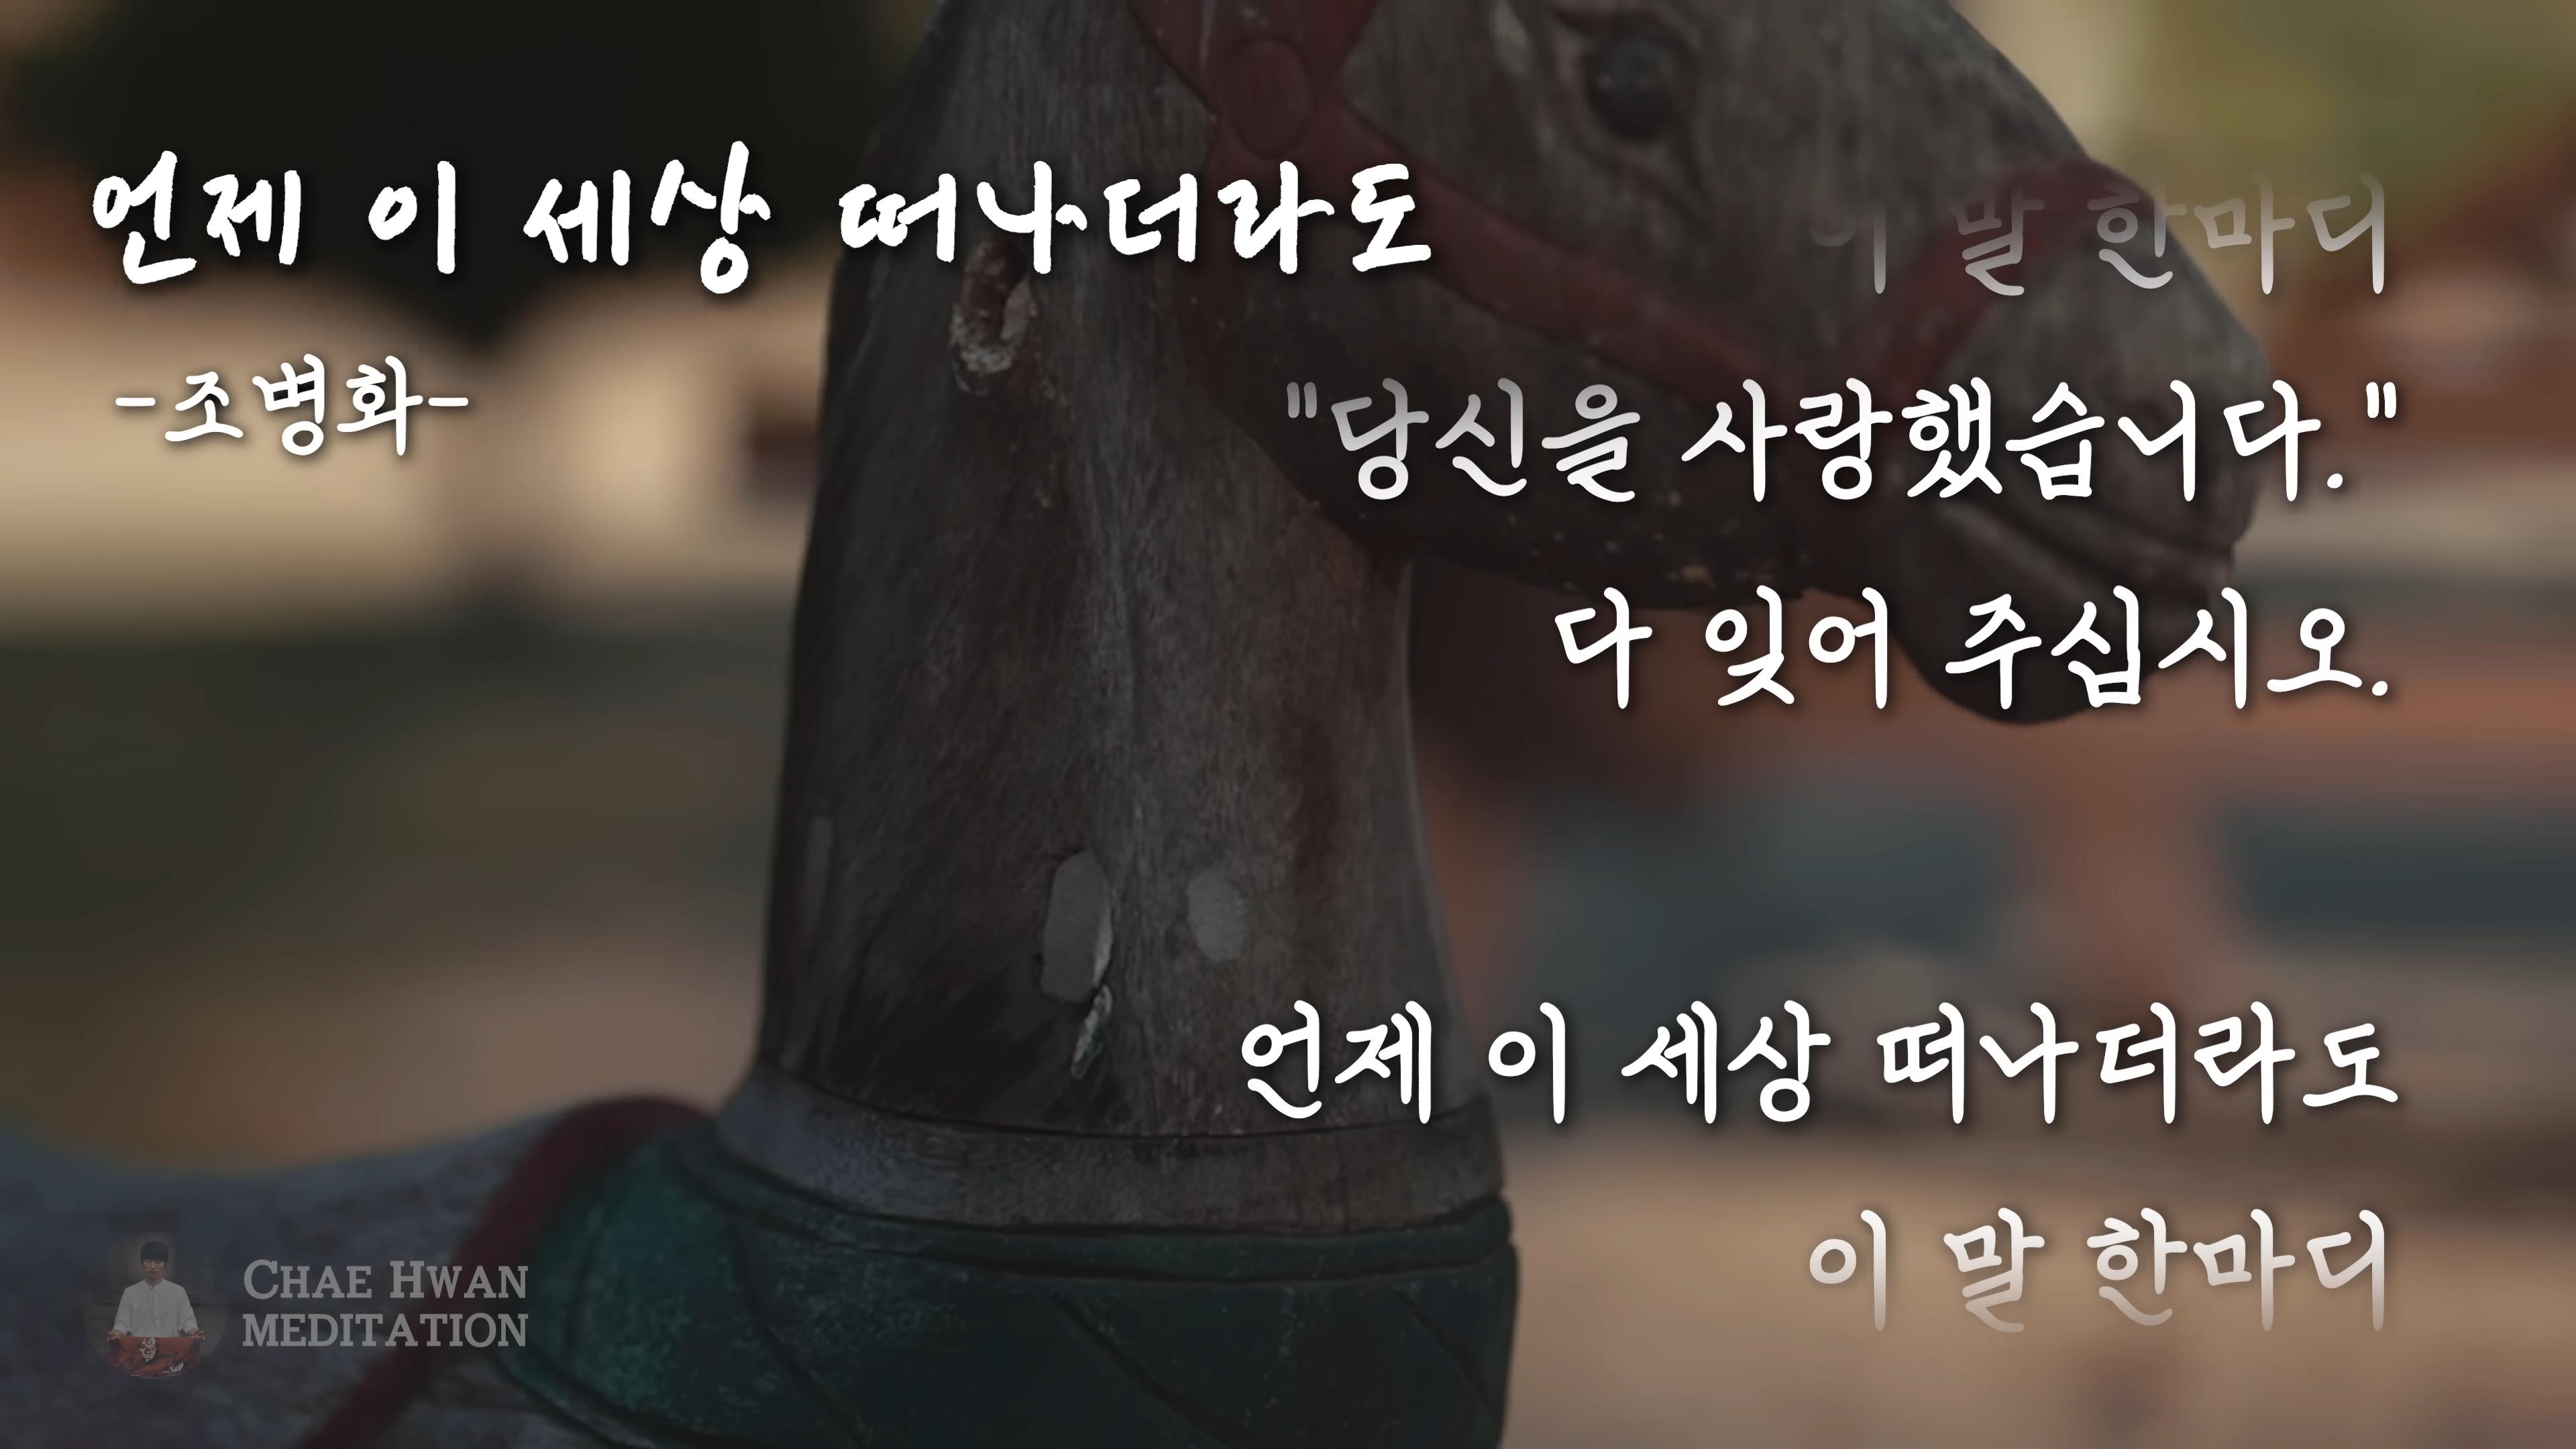 언제 이 세상 떠나더라도
-조병화-
이 말 한마디
"당신을 사랑했습니다."
다 잊어 주십시오.
언제 이 세상 떠나더라도
이 말 한마디
CHAE HWAN
MEDITATION